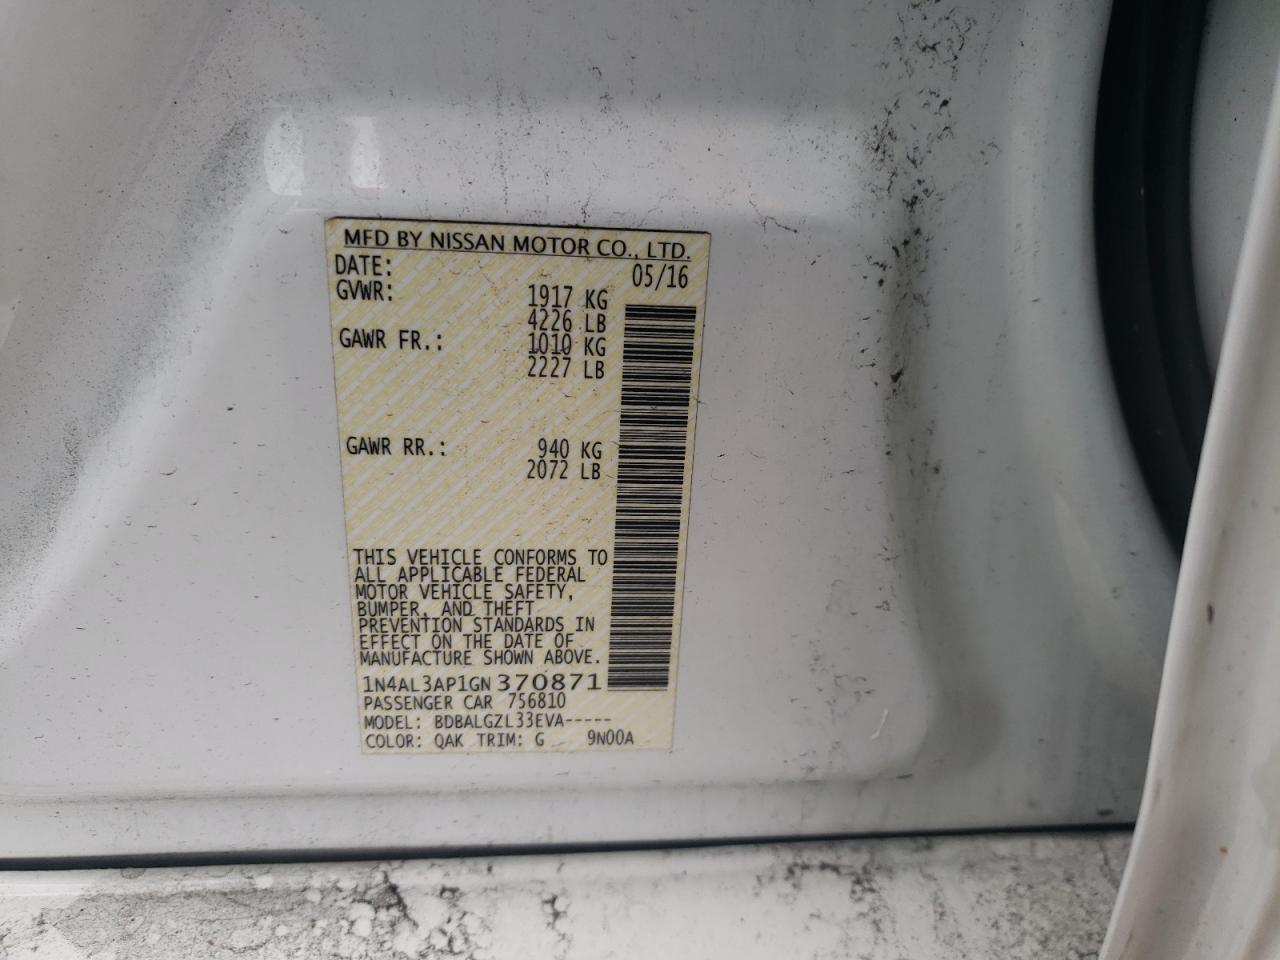 MFD BY NISSAN MOTOR CO., LTD.
DATE: 05/16
GVWR: 1917 KG
4226 LB
GAWR FR.: 1010 KG
2227 LB
GAWR RR.: 940 KG
2072 LB
THIS VEHICLE CONFORMS TO
ALL APPLICABLE FEDERAL
MOTOR VEHICLE SAFETY,
BUMPER, AND THEFT
PREVENTION STANDARDS IN
EFFECT ON THE DATE OF
MANUFACTURE SHOWN ABOVE.
1N4AL3AP1GN370871
PASSENGER CAR 756810
MODEL: BDBALGZL33EVA-----
COLOR: QAK TRIM: G 9N00A